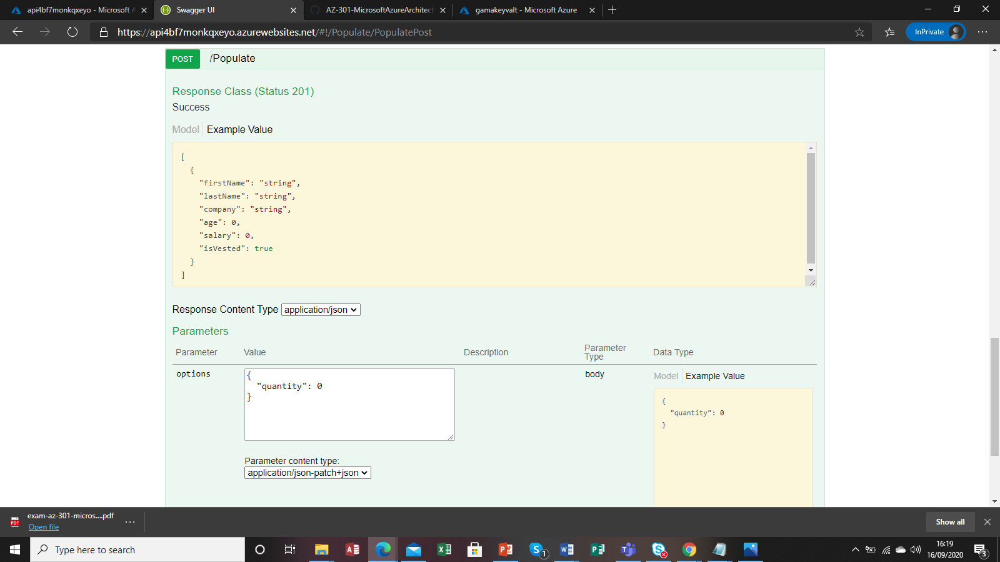 api4bf7monkqxeyo - Microsoft A
Swagger UI
AZ-301-MicrosoftAzureArchitect
gamakeyvalt - Microsoft Azure
https://api4bf7monkqxeyo.azurewebsites.net/#!/Populate/PopulatePost
InPrivate
POST /Populate
Response Class (Status 201)
Success
Model Example Value
[
{
"firstName": "string",
"lastName": "string",
"company": "string",
"age": 0,
"salary": 0,
"isVested": true
}
]
Response Content Type application/json
Parameters
Parameter Value Description Parameter Type Data Type
options
{
"quantity": 0
}
body
Model Example Value
{
"quantity": 0
}
Parameter content type:
application/json-patch+json
exam-az-301-micros....pdf
Open file
Show all
Type here to search
1
16:19
16/09/2020
3